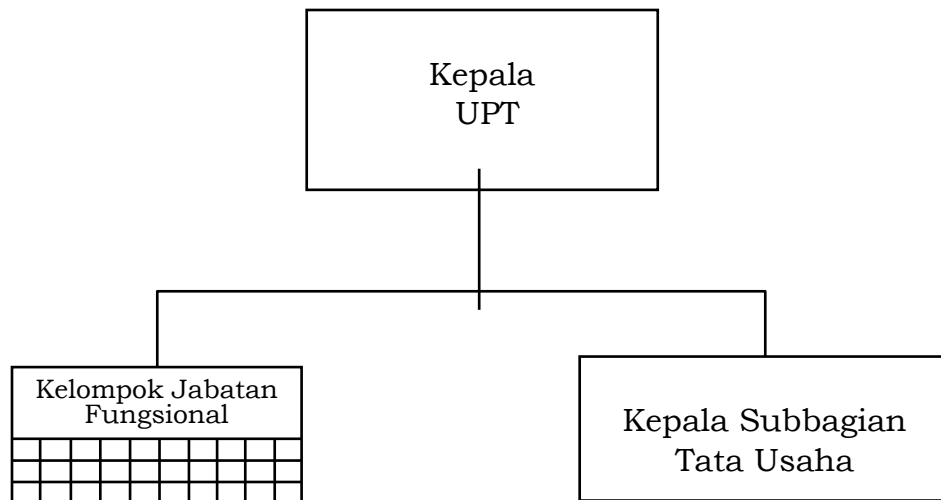 Kepala
UPT
Kelompok Jabatan
Fungsional
Kepala Subbagian
Tata Usaha